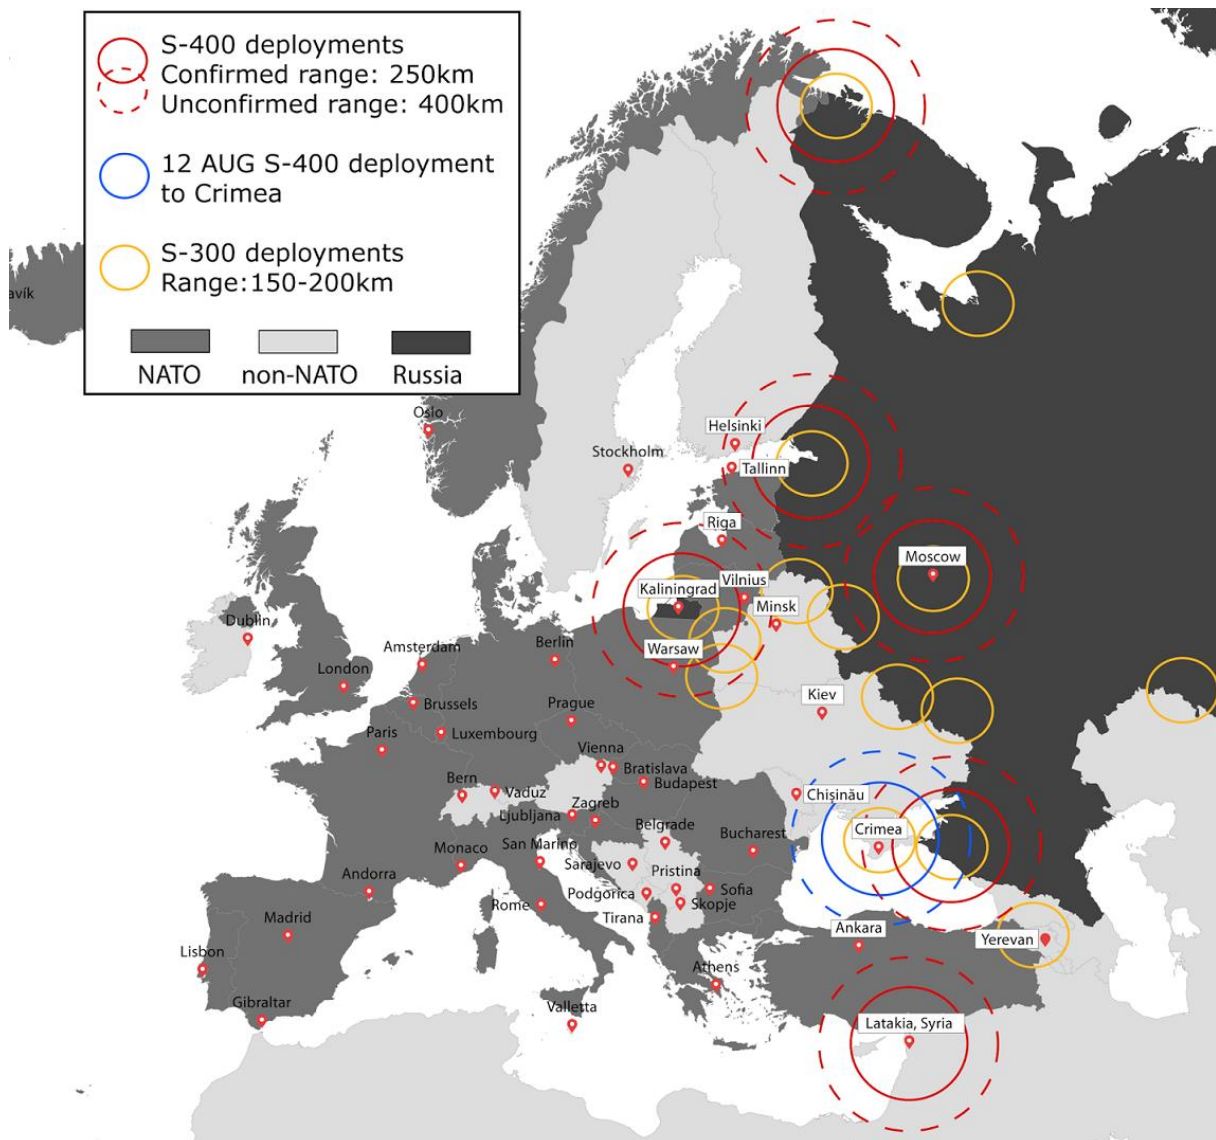 S-400 deployments
Confirmed range: 250km
Unconfirmed range: 400km
12 AUG S-400 deployment
to Crimea
S-300 deployments
Range:150-200km
NATO
non-NATO
Russia
avík
Oslo
Helsinki
Stockholm
Tallinn
Riga
Moscow
Kaliningrad
Vilnius
Minsk
Dublin
Amsterdam
Berlin
Warsaw
London
Kiev
Brussels
Prague
Paris
Luxembourg
Vienna
Bratislava
Bern
Budapest
Vaduz
Chișinău
Zagreb
Ljubljana
Belgrade
Crimea
Bucharest
San Marino
Monaco
Sarajevo
Pristina
Andorra
Podgorica
Sofia
Skopje
Rome
Tirana
Madrid
Ankara
Yerevan
Lisbon
Athens
Gibraltar
Valletta
Latakia, Syria